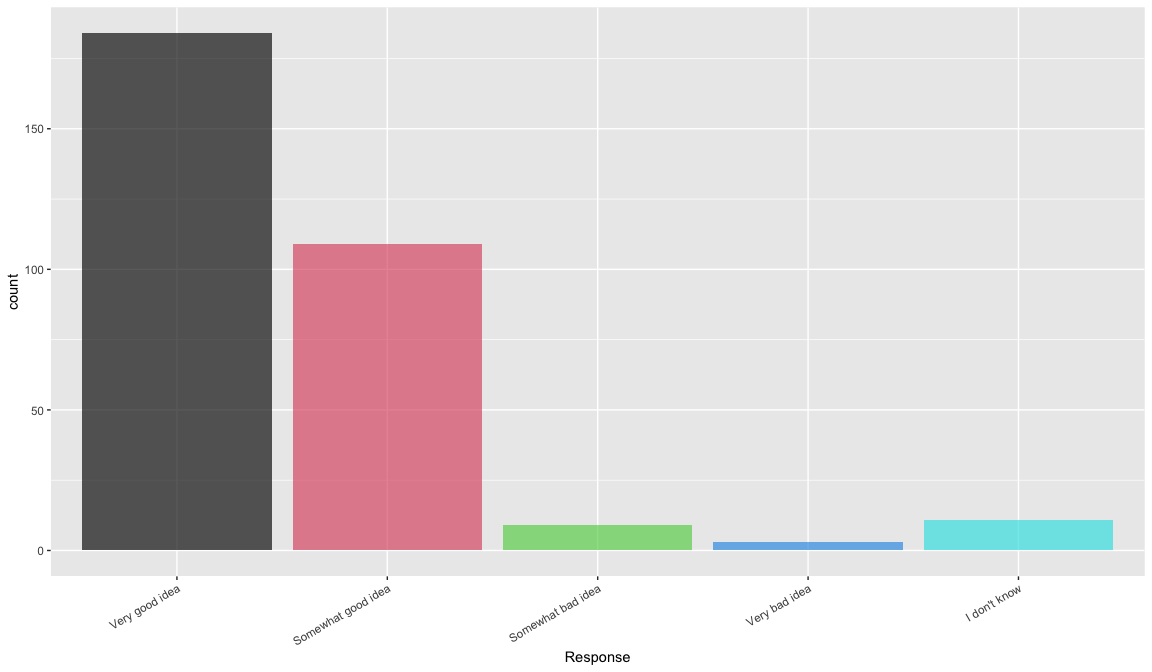 count
150
100
50
0
Very good idea
Somewhat good idea
Somewhat bad idea
Very bad idea
I don't know
Response